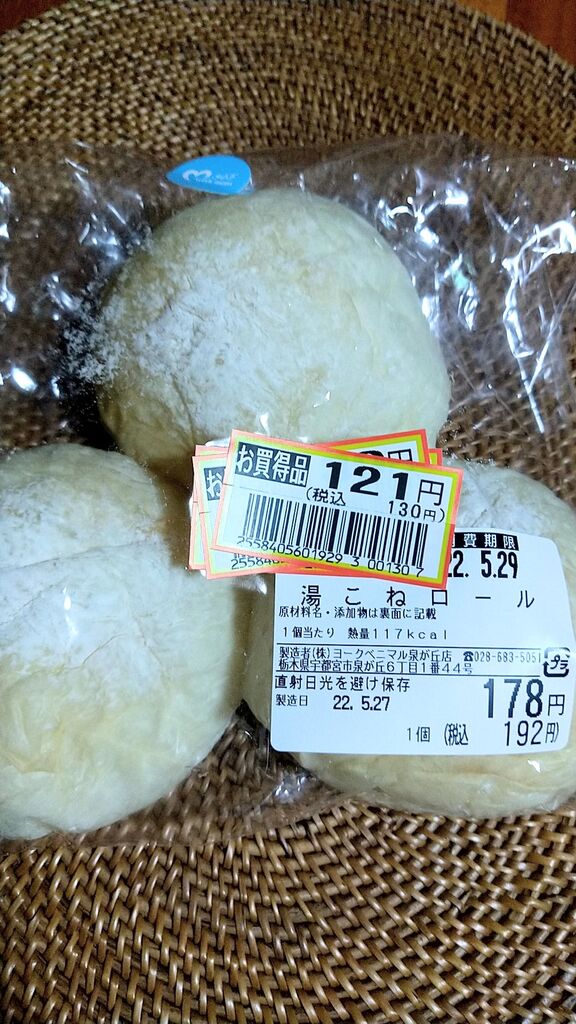 お買得品 121円
(税込 130円)
2558405601929 3 00130 7
円
お
費期限
22. 5.29
湯こねロール
原材料名・添加物は裏面に記載
1個当たり 熱量117kcal
製造者(株)ヨークベニマル泉が丘店 ☎028-683-5051
栃木県宇都宮市泉が丘6丁目1番44号
プラ
直射日光を避け保存
製造日 22. 5.27
178円
1個 (税込 192円)